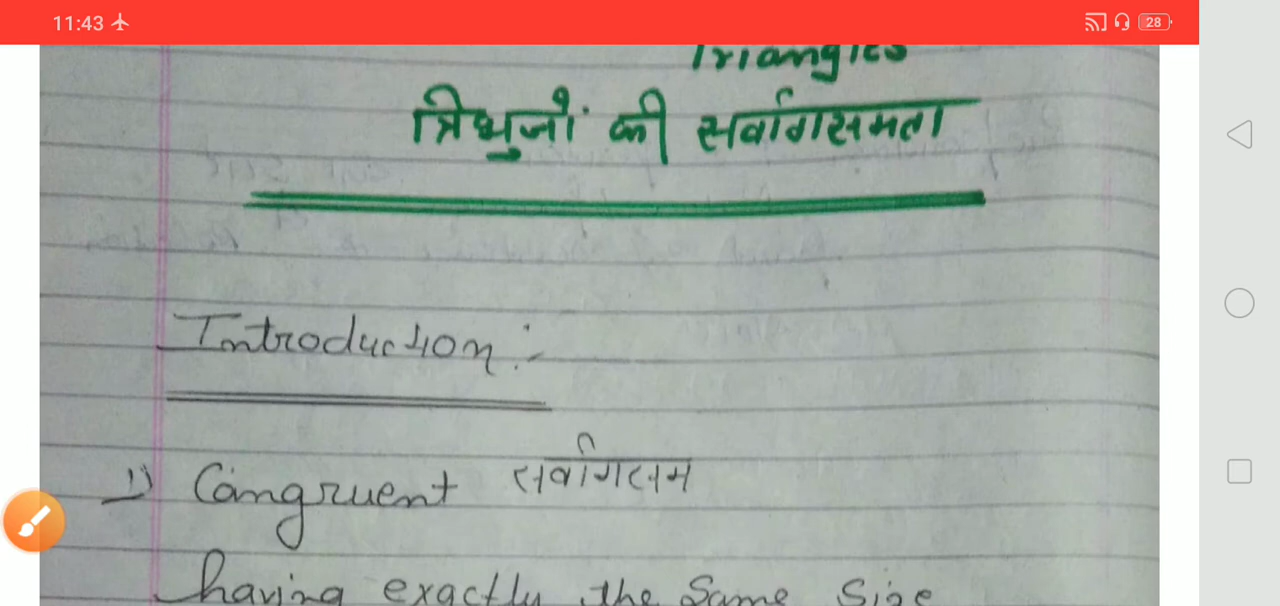 11:43
28
Triangles
त्रिभुजों की सर्वागसमता
Introduction :-
1) Congruent सर्वागसम
having exactly the same size